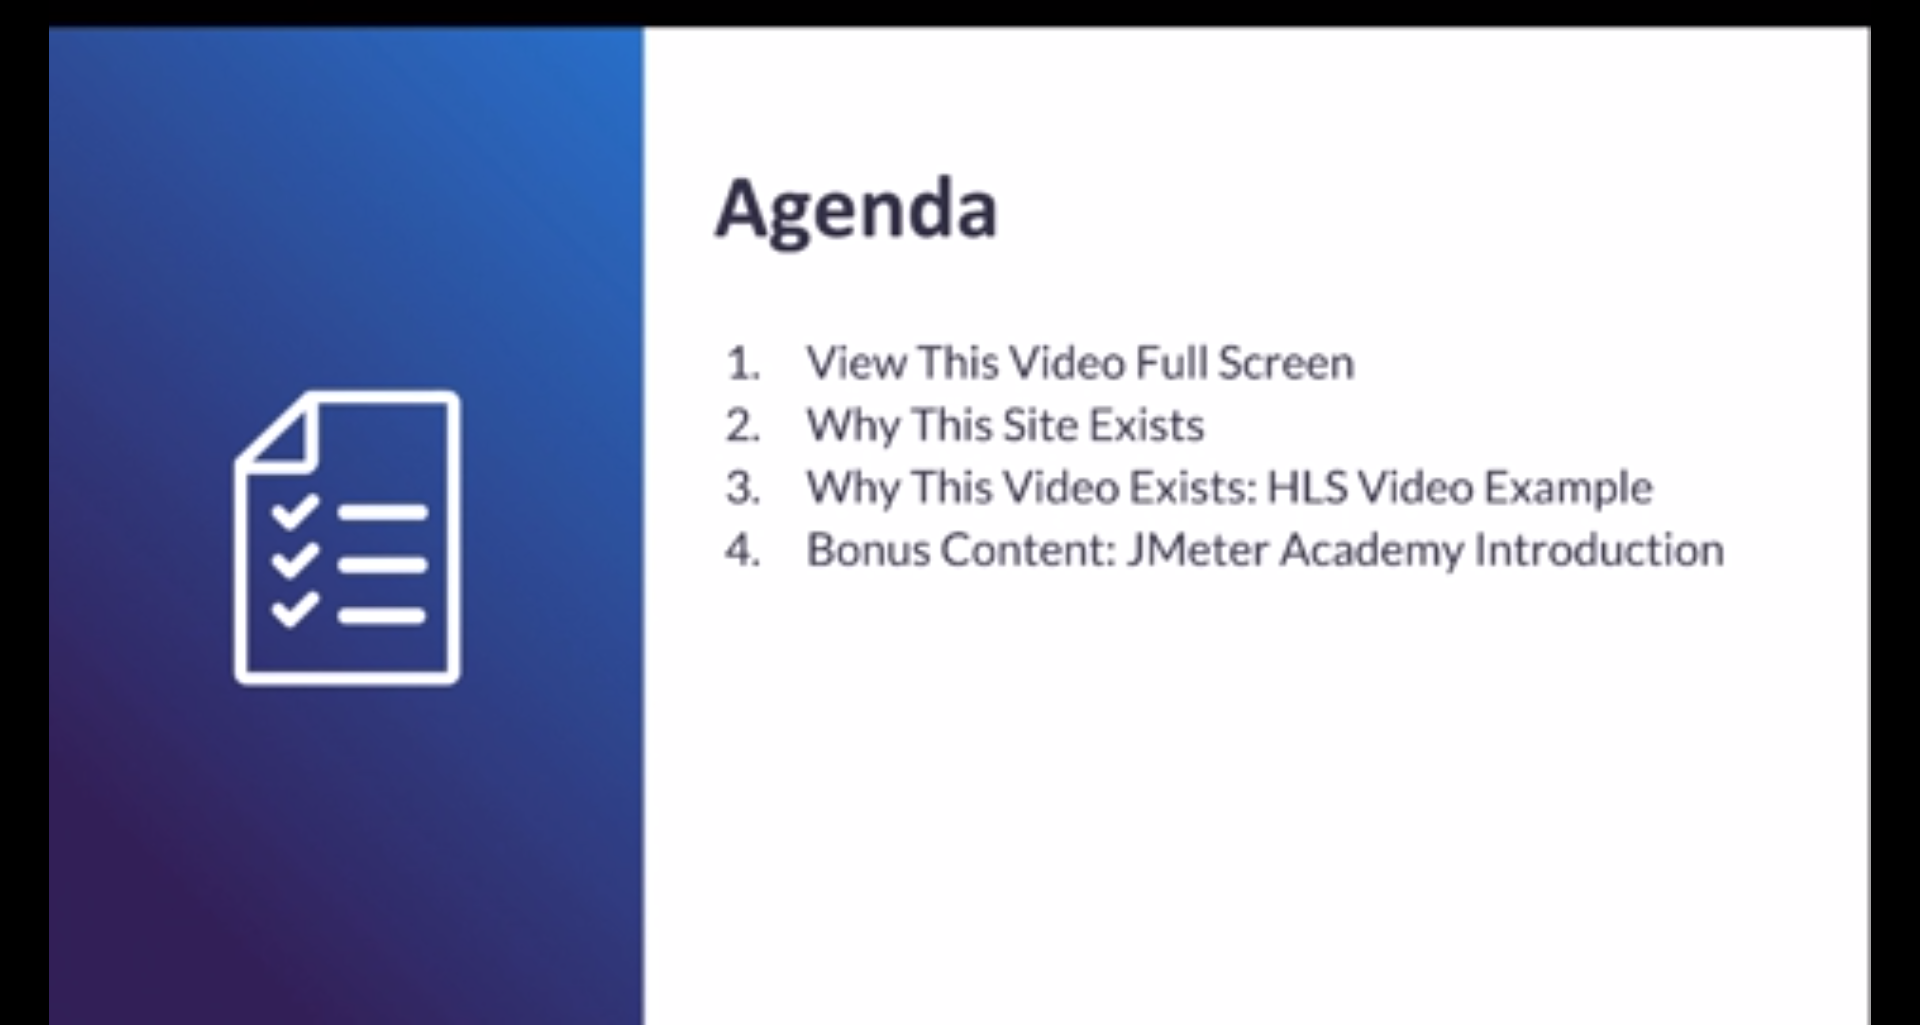 Agenda
1. View This Video Full Screen
2. Why This Site Exists
3. Why This Video Exists: HLS Video Example
4. Bonus Content: JMeter Academy Introduction